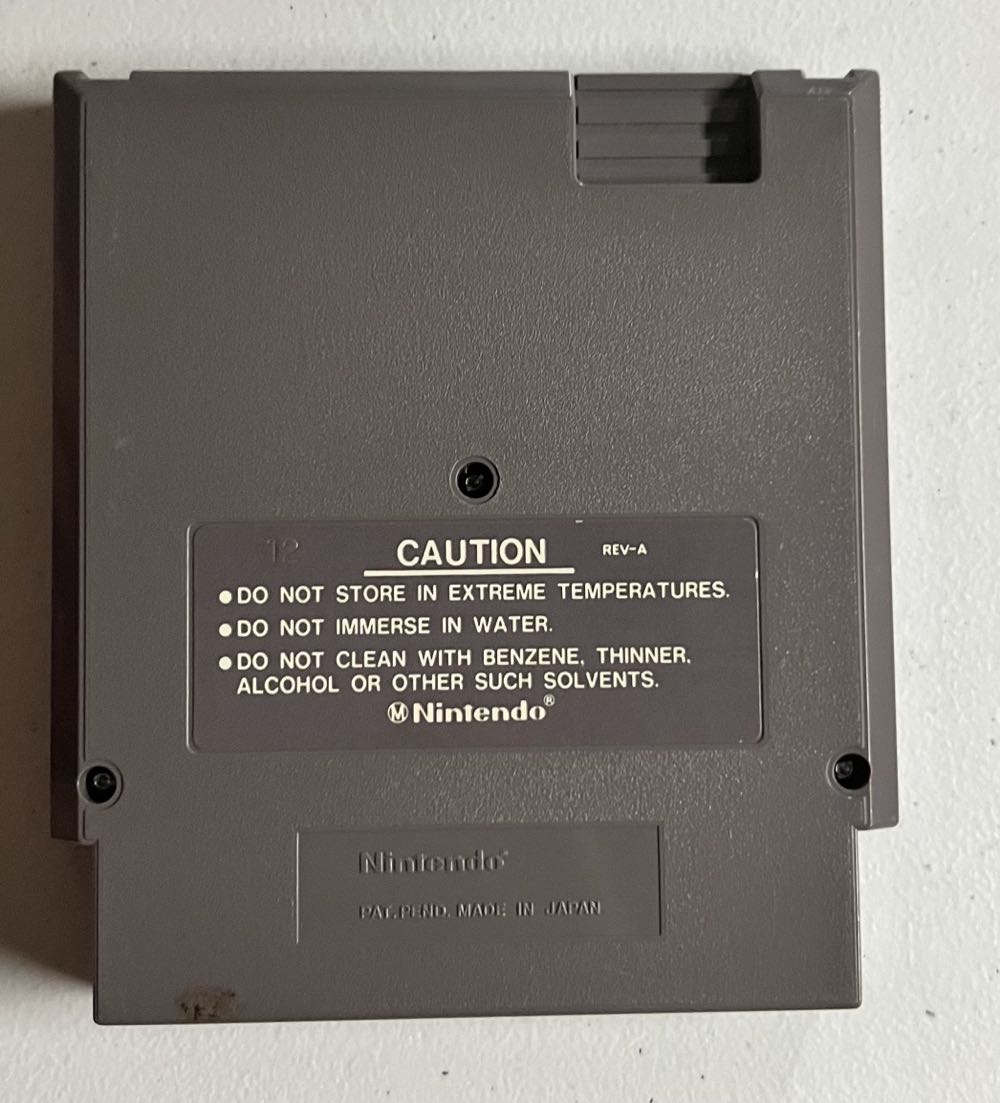 12
CAUTION REV-A
●DO NOT STORE IN EXTREME TEMPERATURES.
●DO NOT IMMERSE IN WATER.
●DO NOT CLEAN WITH BENZENE, THINNER,
ALCOHOL OR OTHER SUCH SOLVENTS.
Ⓜ Nintendo®
Nintendo®
PAT. PEND. MADE IN JAPAN